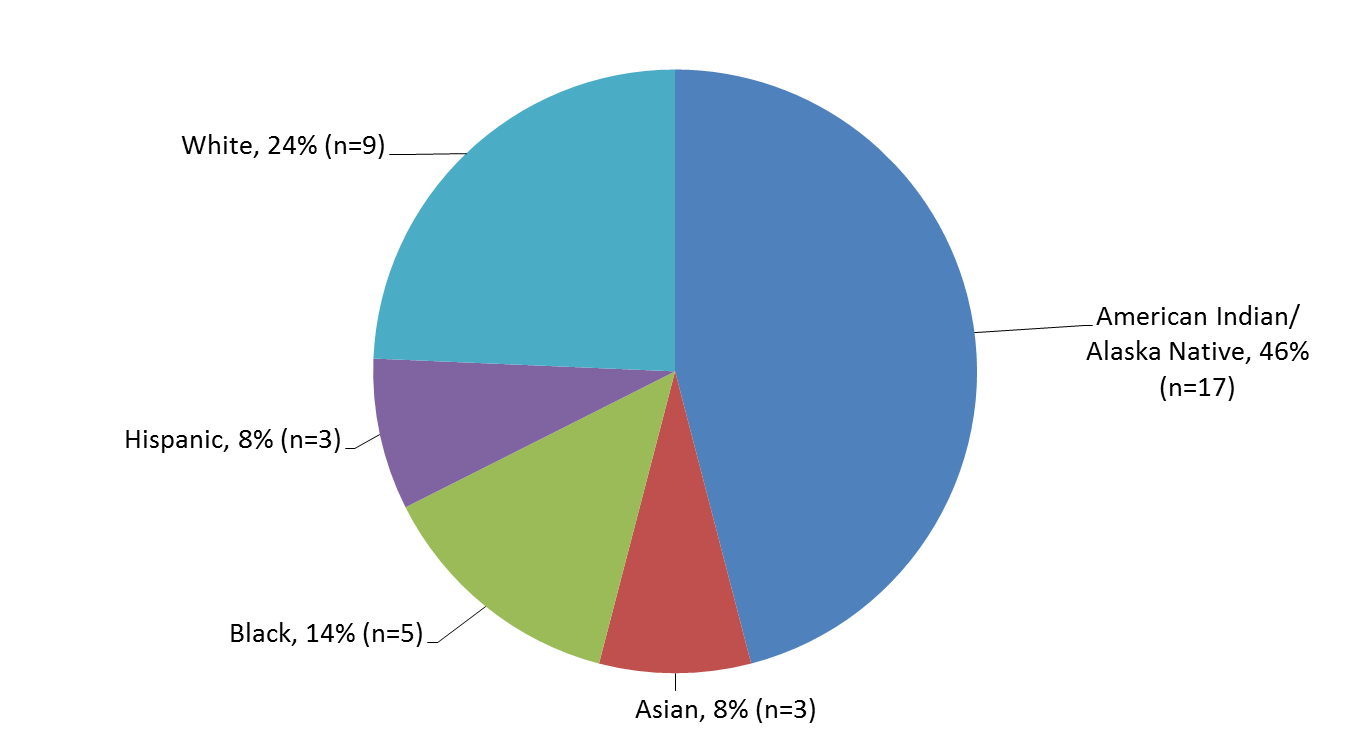 White, 24% (n=9)
American Indian/
Alaska Native, 46%
(n=17)
Hispanic, 8% (n=3)
Black, 14% (n=5)
Asian, 8% (n=3)